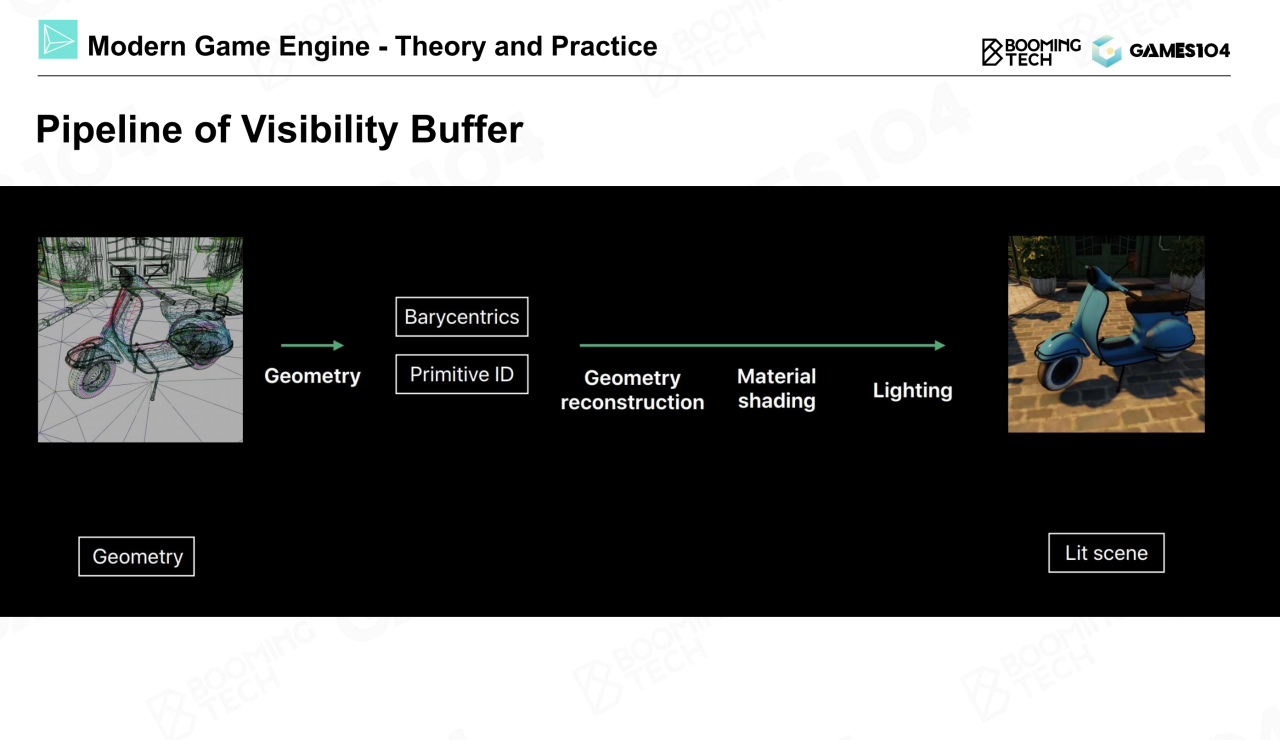 Modern Game Engine - Theory and Practice
BOOMING
TECH
GAMES104
Pipeline of Visibility Buffer
Barycentrics
Geometry
Primitive ID
Geometry
reconstruction
Material
shading
Lighting
Geometry
Lit scene